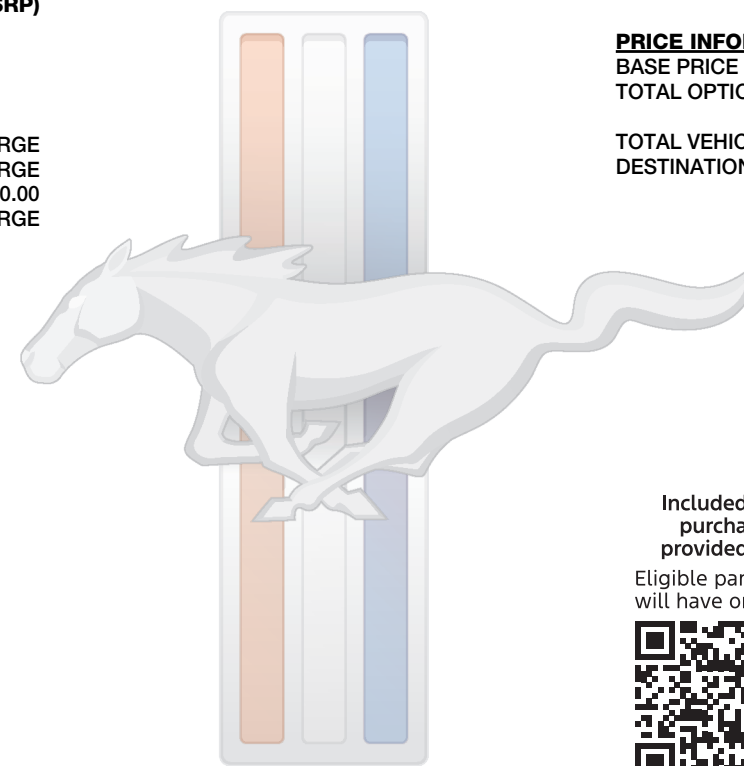 SRP)
RGE
RGE
0.00
RGE
PRICE INFO
BASE PRICE
TOTAL OPTIO
TOTAL VEHIC
DESTINATION
Included
purcha
provided
Eligible par
will have o